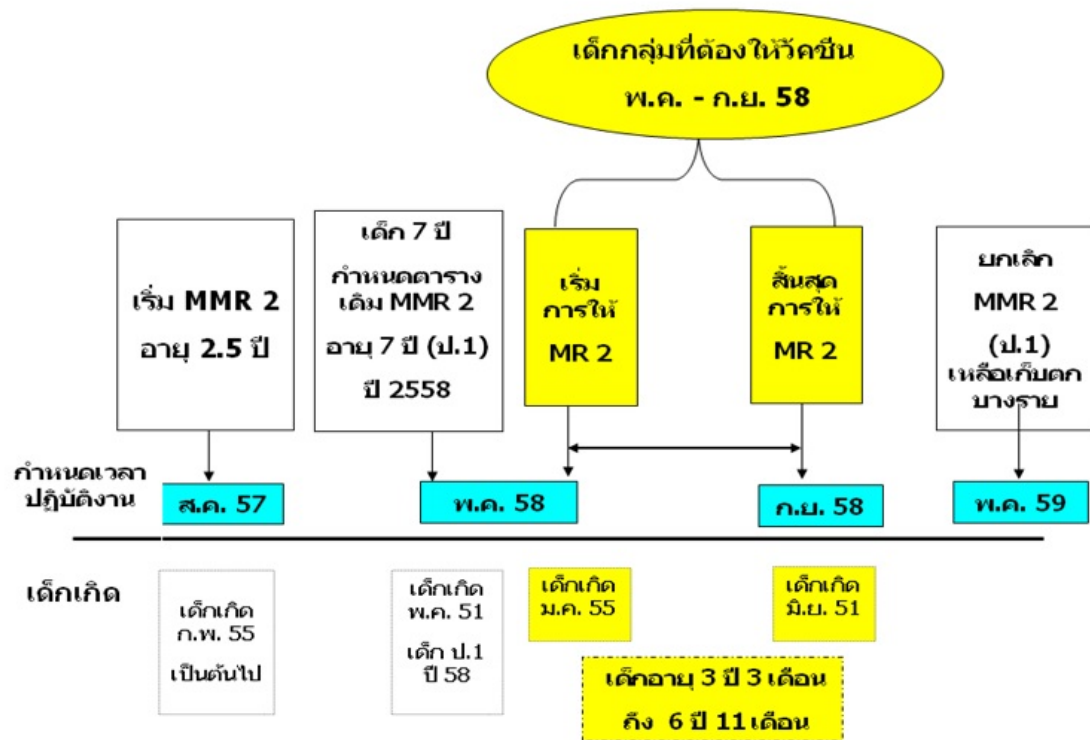 เด็กกลุ่มที่ต้องให้วัคซีน
พ.ค. - ก.ย. 58
เริ่ม MMR 2
อายุ 2.5 ปี
เด็ก 7 ปี
กำหนดตาราง
เดิม MMR 2
อายุ 7 ปี (ป.1)
ปี 2558
เริ่ม
การให้
MR 2
สิ้นสุด
การให้
MR 2
ยกเลิก
MMR 2
(ป.1)
เหลือเก็บตก
บางราย
กำหนดเวลา
ปฏิบัติงาน
ส.ค. 57
พ.ค. 58
ก.ย. 58
พ.ค. 59
เด็กเกิด
เด็กเกิด
ก.พ. 55
เป็นต้นไป
เด็กเกิด
พ.ค. 51
เด็ก ป.1
ปี 58
เด็กเกิด
ม.ค. 55
เด็กเกิด
มิ.ย. 51
เด็กอายุ 3 ปี 3 เดือน
ถึง 6 ปี 11 เดือน